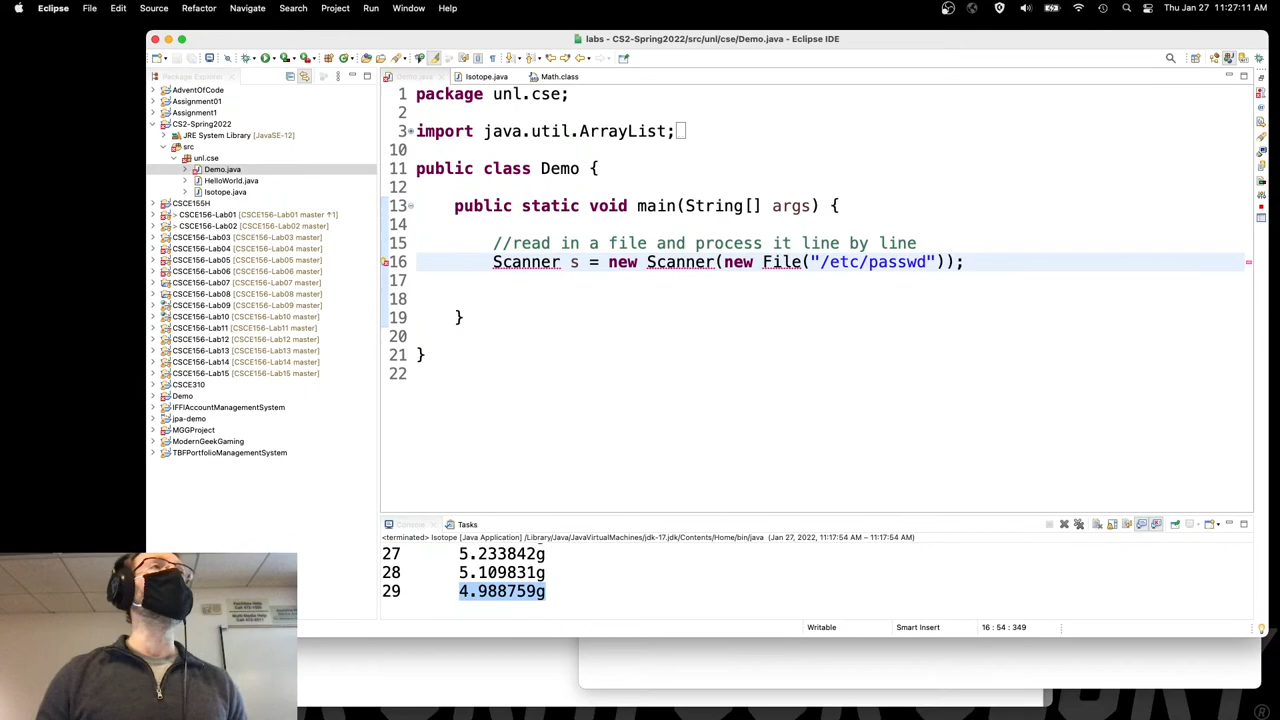 Eclipse File Edit Source Refactor Navigate Search Project Run Window Help Thu Jan 27 11:27:11 AM
labs - CS2-Spring2022/src/unl/cse/Demo.java - Eclipse IDE
Package Explorer
Demo.java Isotope.java Math.class
AdventOfCode
Assignment01
Assignment1
CS2-Spring2022
JRE System Library [JavaSE-12]
src
unl.cse
Demo.java
HelloWorld.java
Isotope.java
CSCE155H
> CSCE156-Lab01 [CSCE156-Lab01 master ↑1]
> CSCE156-Lab02 [CSCE156-Lab02 master]
CSCE156-Lab03 [CSCE156-Lab03 master]
CSCE156-Lab04 [CSCE156-Lab04 master]
CSCE156-Lab05 [CSCE156-Lab05 master]
CSCE156-Lab06 [CSCE156-Lab06 master]
CSCE156-Lab07 [CSCE156-Lab07 master]
CSCE156-Lab08 [CSCE156-Lab08 master]
CSCE156-Lab09 [CSCE156-Lab09 master]
CSCE156-Lab10 [CSCE156-Lab10 master]
CSCE156-Lab11 [CSCE156-Lab11 master]
CSCE156-Lab12 [CSCE156-Lab12 master]
CSCE156-Lab13 [CSCE156-Lab13 master]
CSCE156-Lab14 [CSCE156-Lab14 master]
CSCE156-Lab15 [CSCE156-Lab15 master]
CSCE310
Demo
IFFIAccountManagementSystem
jpa-demo
MGGProject
ModernGeekGaming
TBFPortfolioManagementSystem
1 package unl.cse;
2
3 import java.util.ArrayList;
10
11 public class Demo {
12
13 public static void main(String[] args) {
14
15 //read in a file and process it line by line
16 Scanner s = new Scanner(new File("/etc/passwd"));
17
18
19 }
20
21 }
22
Console Tasks
<terminated> Isotope [Java Application] /Library/Java/JavaVirtualMachines/jdk-17.jdk/Contents/Home/bin/java (Jan 27, 2022, 11:17:54 AM – 11:17:54 AM)
27 5.233842g
28 5.109831g
29 4.988759g
Writable Smart Insert 16 : 54 : 349